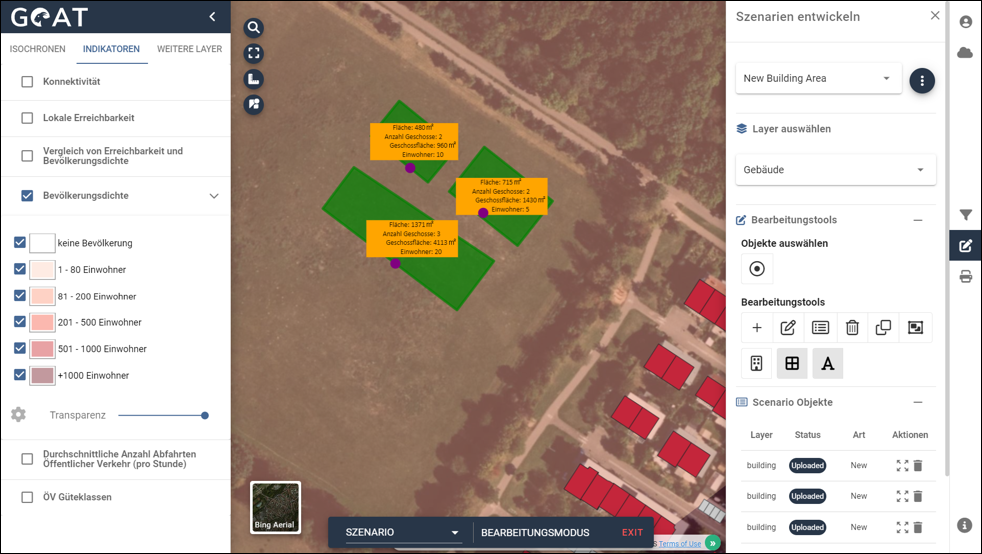 GOAT
ISOCHRONEN
INDIKATOREN
WEITERE LAYER
Konnektivität
Lokale Erreichbarkeit
Vergleich von Erreichbarkeit und
Bevölkerungsdichte
Bevölkerungsdichte
keine Bevölkerung
1 - 80 Einwohner
81 - 200 Einwohner
201 - 500 Einwohner
501 - 1000 Einwohner
+1000 Einwohner
Transparenz
Durchschnittliche Anzahl Abfahrten
Öffentlicher Verkehr (pro Stunde)
ÖV Güteklassen
Fläche: 480 m²
Anzahl Geschosse: 2
Geschossfläche: 960 m²
Einwohner: 10
Fläche: 715 m²
Anzahl Geschosse: 2
Geschossfläche: 1430 m²
Einwohner: 5
Fläche: 1371 m²
Anzahl Geschosse: 3
Geschossfläche: 4113 m²
Einwohner: 20
Bing Aerial
SZENARIO
BEARBEITUNGSMODUS
EXIT
S Terms of Use
»
Szenarien entwickeln
New Building Area
Layer auswählen
Gebäude
Bearbeitungstools
Objekte auswählen
Bearbeitungstools
A
Scenario Objekte
Layer Status Art Aktionen
building Uploaded New
building Uploaded New
building Uploaded New